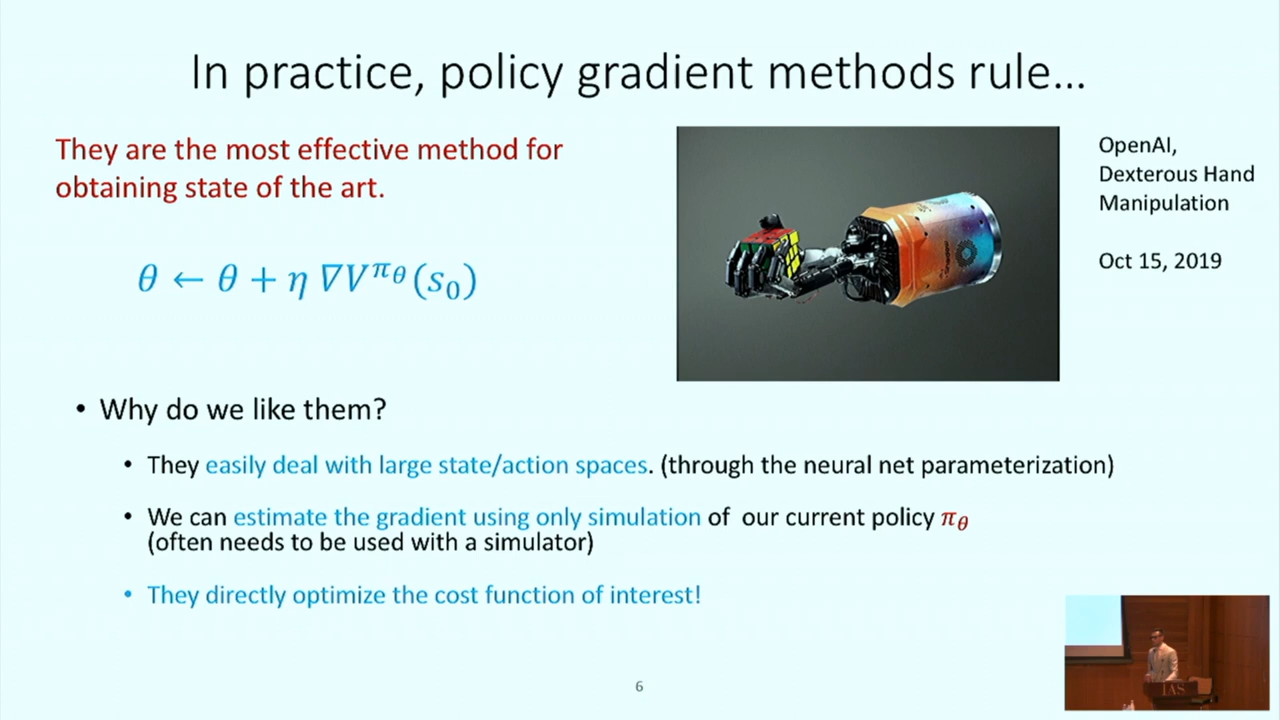 In practice, policy gradient methods rule...
They are the most effective method for
obtaining state of the art.
θ ← θ + η ∇V^{π_θ}(s₀)
OpenAI,
Dexterous Hand
Manipulation
Oct 15, 2019
• Why do we like them?
• They easily deal with large state/action spaces. (through the neural net parameterization)
• We can estimate the gradient using only simulation of our current policy π_θ
(often needs to be used with a simulator)
• They directly optimize the cost function of interest!
6
IAS